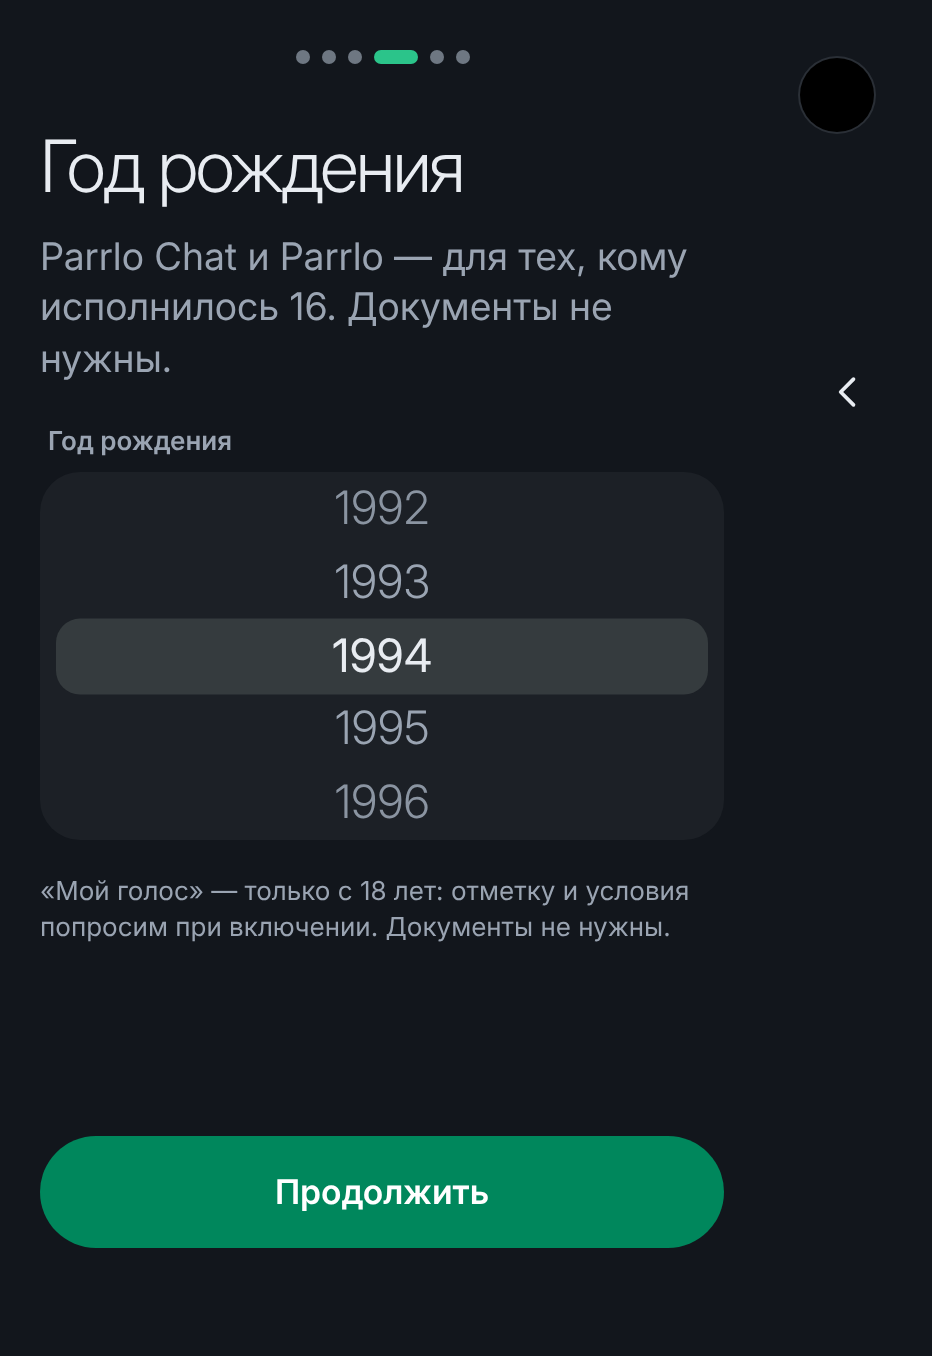 Год рождения
Parrlo Chat и Parrlo — для тех, кому
исполнилось 16. Документы не
нужны.
Год рождения
1992
1993
1994
1995
1996
«Мой голос» — только с 18 лет: отметку и условия
попросим при включении. Документы не нужны.
Продолжить